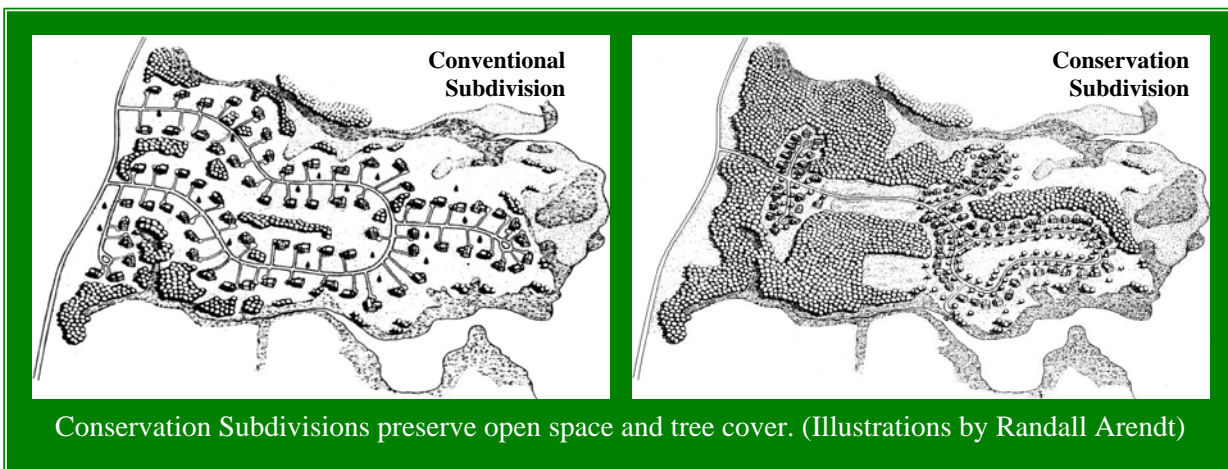 Conventional
Subdivision
Conservation
Subdivision
Conservation Subdivisions preserve open space and tree cover. (Illustrations by Randall Arendt)